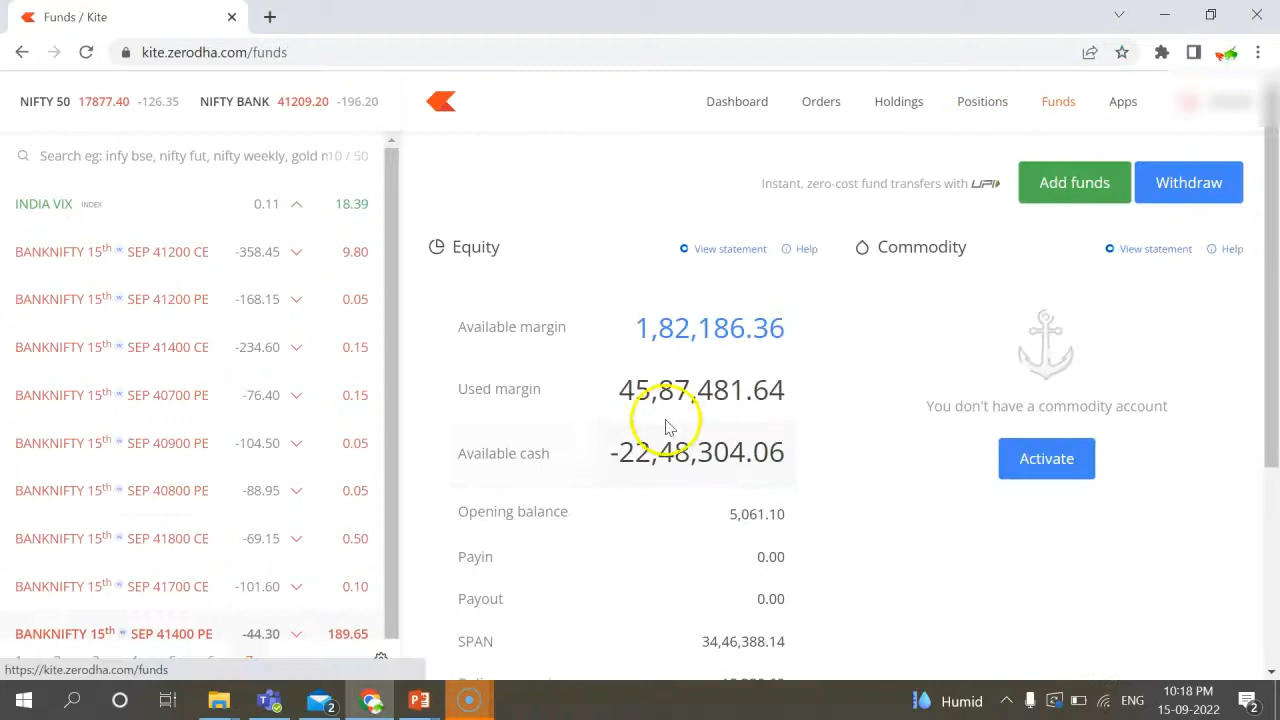 Funds / Kite
kite.zerodha.com/funds
NIFTY 50 17877.40 -126.35 NIFTY BANK 41209.20 -196.20
Dashboard Orders Holdings Positions Funds Apps
Search eg: infy bse, nifty fut, nifty weekly, gold 10 / 50
Instant, zero-cost fund transfers with UPI Add funds Withdraw
INDIA VIX INDEX 0.11 18.39
BANKNIFTY 15th w SEP 41200 CE -358.45 9.80
BANKNIFTY 15th w SEP 41200 PE -168.15 0.05
BANKNIFTY 15th w SEP 41400 CE -234.60 0.15
BANKNIFTY 15th w SEP 40700 PE -76.40 0.15
BANKNIFTY 15th w SEP 40900 PE -104.50 0.05
BANKNIFTY 15th w SEP 40800 PE -88.95 0.05
BANKNIFTY 15th w SEP 41800 CE -69.15 0.50
BANKNIFTY 15th w SEP 41700 CE -101.60 0.10
BANKNIFTY 15th w SEP 41400 PE -44.30 189.65
Equity View statement Help
Available margin 1,82,186.36
Used margin 45,87,481.64
Available cash -22,48,304.06
Opening balance 5,061.10
Payin 0.00
Payout 0.00
SPAN 34,46,388.14
Commodity View statement Help
You don't have a commodity account
Activate
https://kite.zerodha.com/funds
2
Humid
ENG
10:18 PM
15-09-2022
2